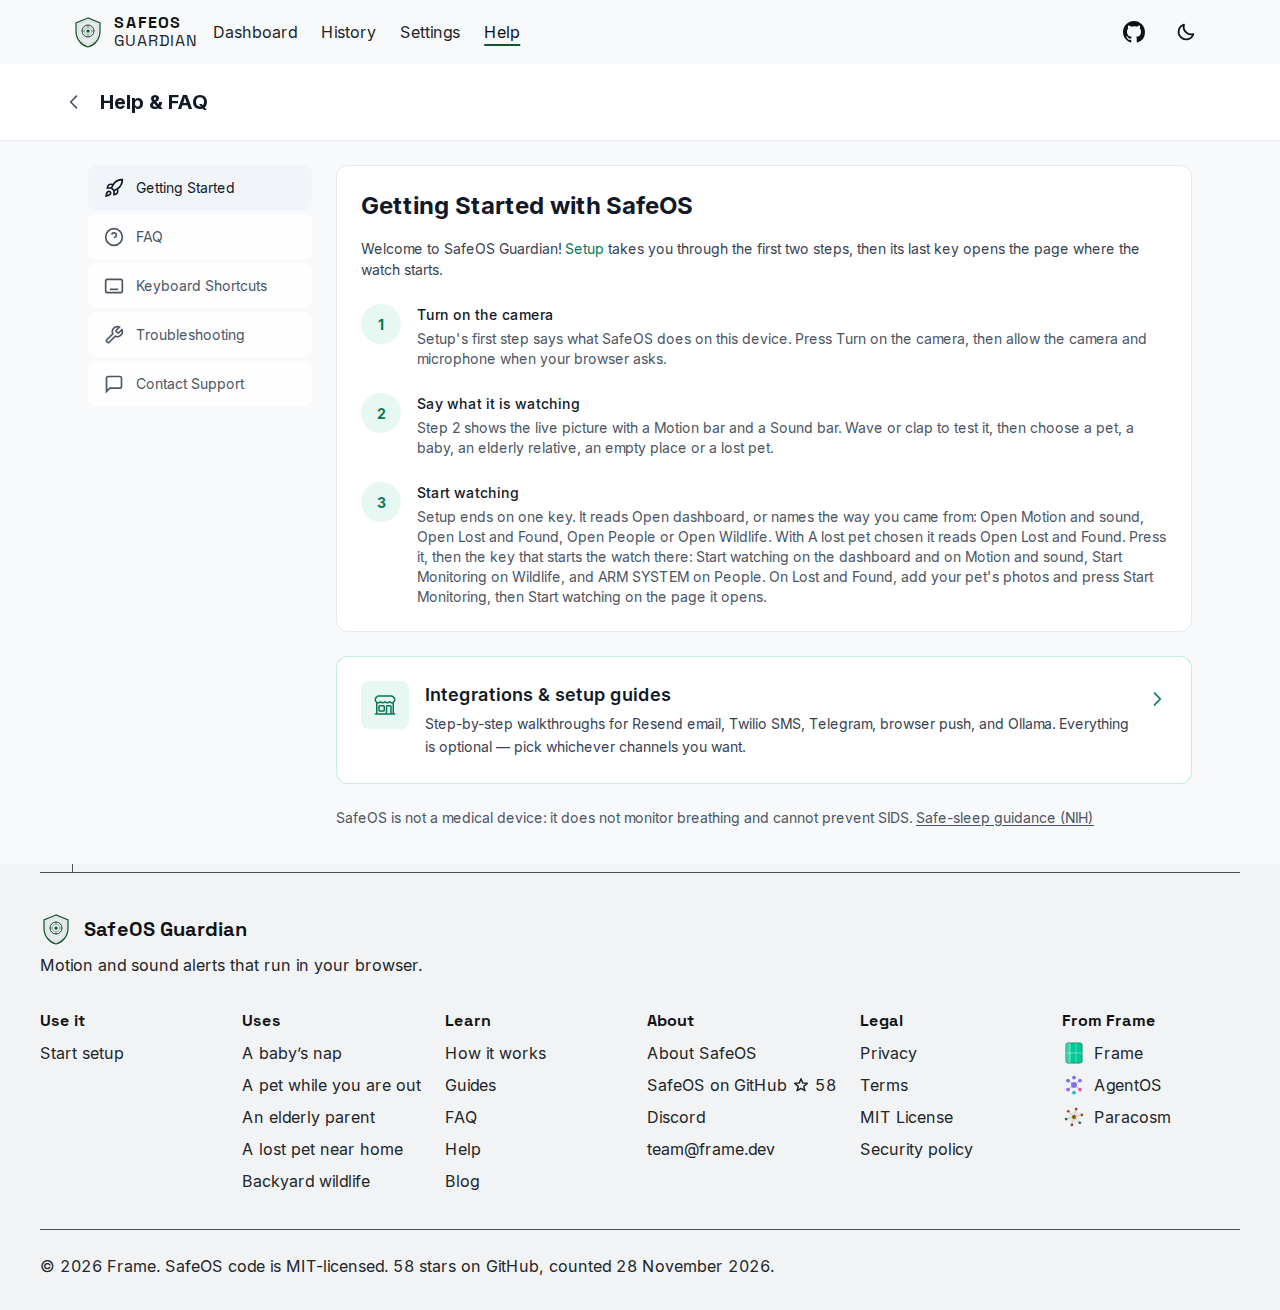 SAFEOS
GUARDIAN
Dashboard
History
Settings
Help
Help & FAQ
Getting Started
FAQ
Keyboard Shortcuts
Troubleshooting
Contact Support
Getting Started with SafeOS
Welcome to SafeOS Guardian! Setup takes you through the first two steps, then its last key opens the page where the
watch starts.
1
Turn on the camera
Setup's first step says what SafeOS does on this device. Press Turn on the camera, then allow the camera and
microphone when your browser asks.
2
Say what it is watching
Step 2 shows the live picture with a Motion bar and a Sound bar. Wave or clap to test it, then choose a pet, a
baby, an elderly relative, an empty place or a lost pet.
3
Start watching
Setup ends on one key. It reads Open dashboard, or names the way you came from: Open Motion and sound,
Open Lost and Found, Open People or Open Wildlife. With A lost pet chosen it reads Open Lost and Found. Press
it, then the key that starts the watch there: Start watching on the dashboard and on Motion and sound, Start
Monitoring on Wildlife, and ARM SYSTEM on People. On Lost and Found, add your pet's photos and press Start
Monitoring, then Start watching on the page it opens.
Integrations & setup guides
Step-by-step walkthroughs for Resend email, Twilio SMS, Telegram, browser push, and Ollama. Everything
is optional — pick whichever channels you want.
SafeOS is not a medical device: it does not monitor breathing and cannot prevent SIDS. Safe-sleep guidance (NIH)
SafeOS Guardian
Motion and sound alerts that run in your browser.
Use it
Start setup
Uses
A baby’s nap
A pet while you are out
An elderly parent
A lost pet near home
Backyard wildlife
Learn
How it works
Guides
FAQ
Help
Blog
About
About SafeOS
SafeOS on GitHub ☆ 58
Discord
team@frame.dev
Legal
Privacy
Terms
MIT License
Security policy
From Frame
Frame
AgentOS
Paracosm
© 2026 Frame. SafeOS code is MIT-licensed. 58 stars on GitHub, counted 28 November 2026.